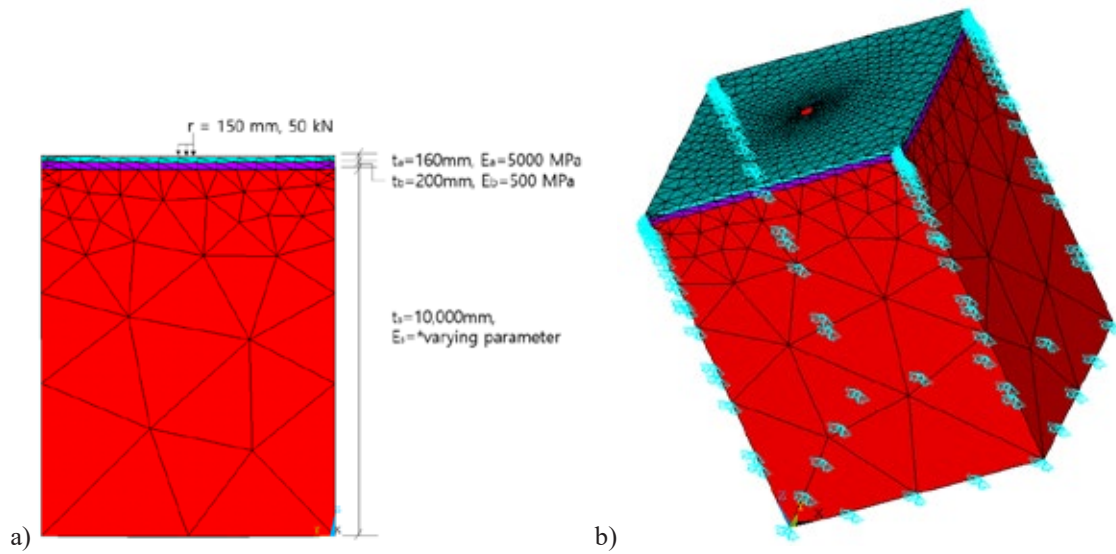 r = 150 mm, 50 kN
tₐ=160mm, Eₐ=5000 MPa
t_b=200mm, E_b=500 MPa
tₛ=10,000mm,
Eₛ=*varying parameter
a)
b)